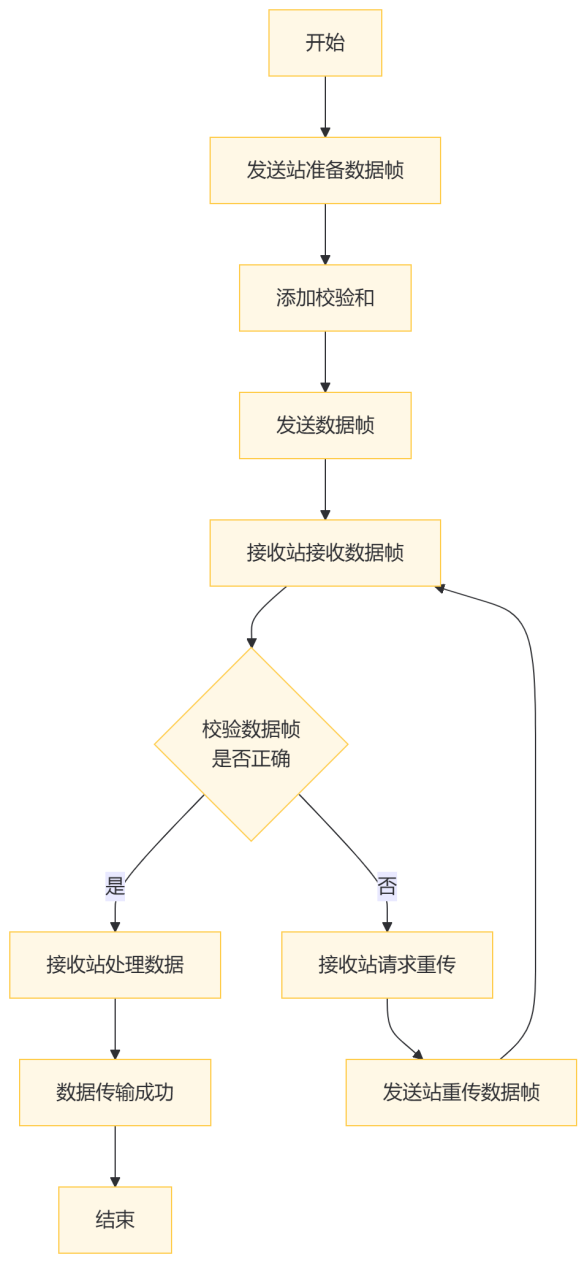 开始
发送站准备数据帧
添加校验和
发送数据帧
接收站接收数据帧
校验数据帧
是否正确
是
否
接收站处理数据
接收站请求重传
数据传输成功
发送站重传数据帧
结束